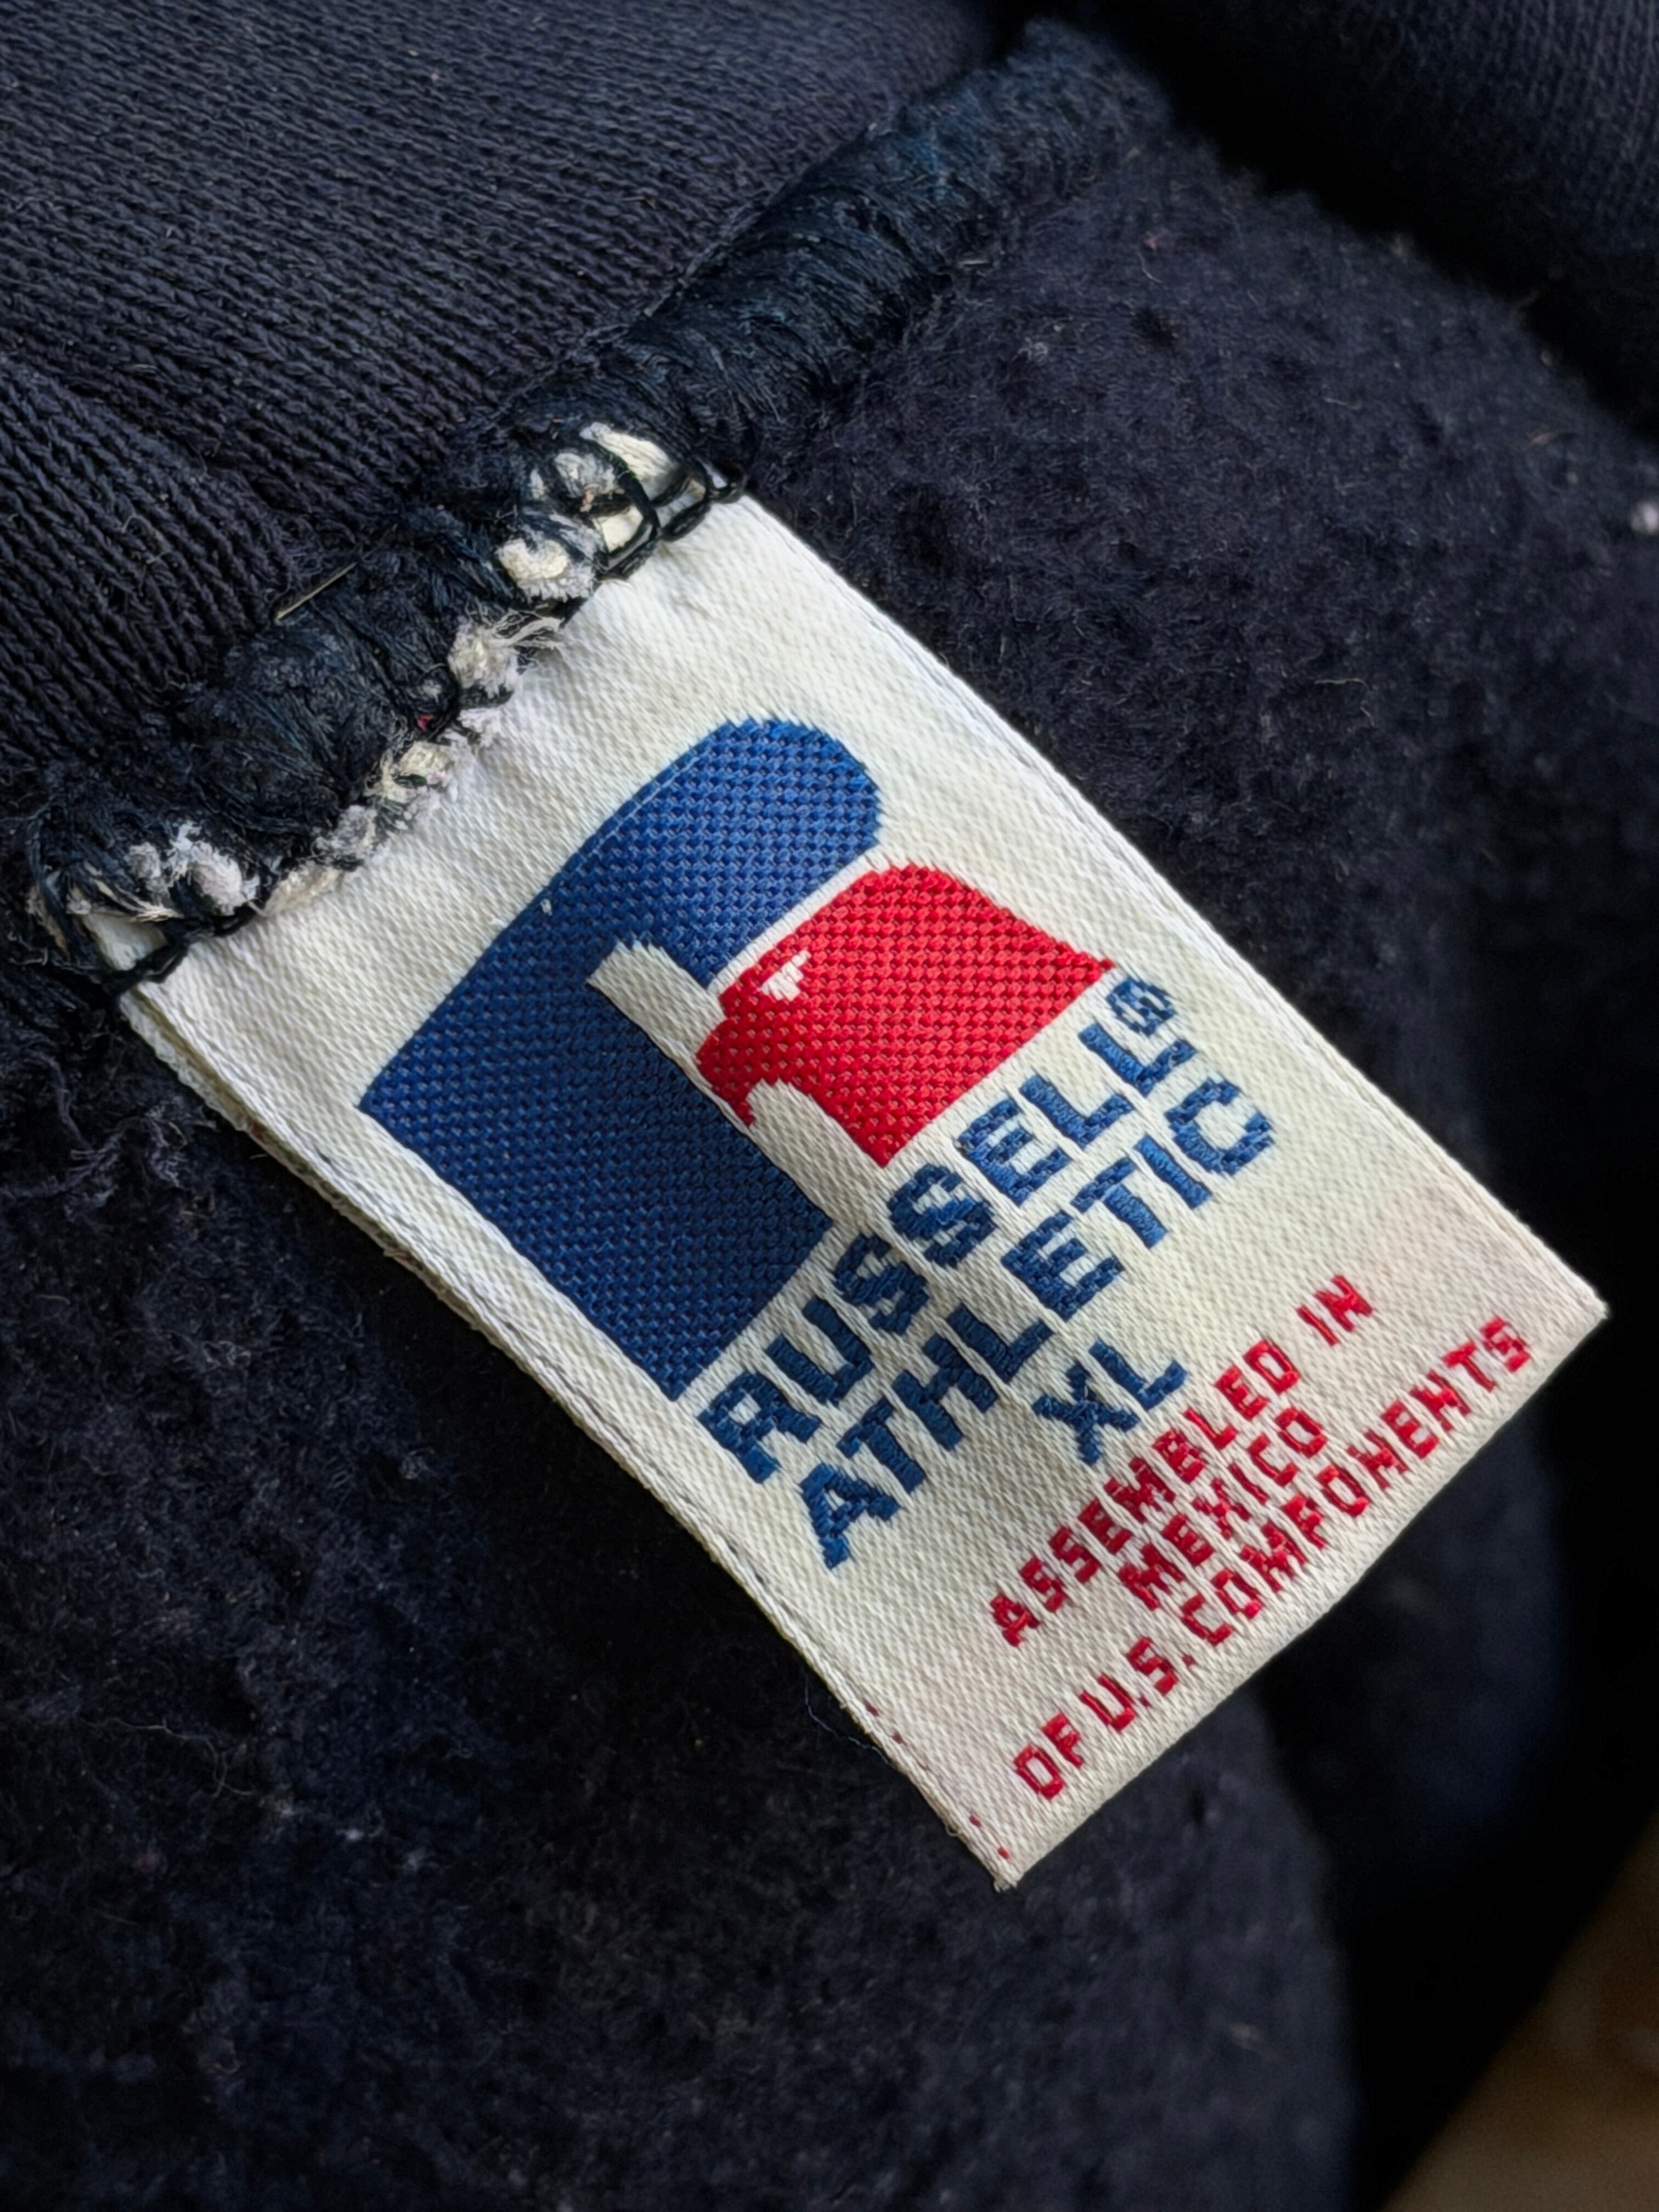 RUSSELL®
ATHLETIC
XL
ASSEMBLED IN
MEXICO
OF U.S. COMPONENTS